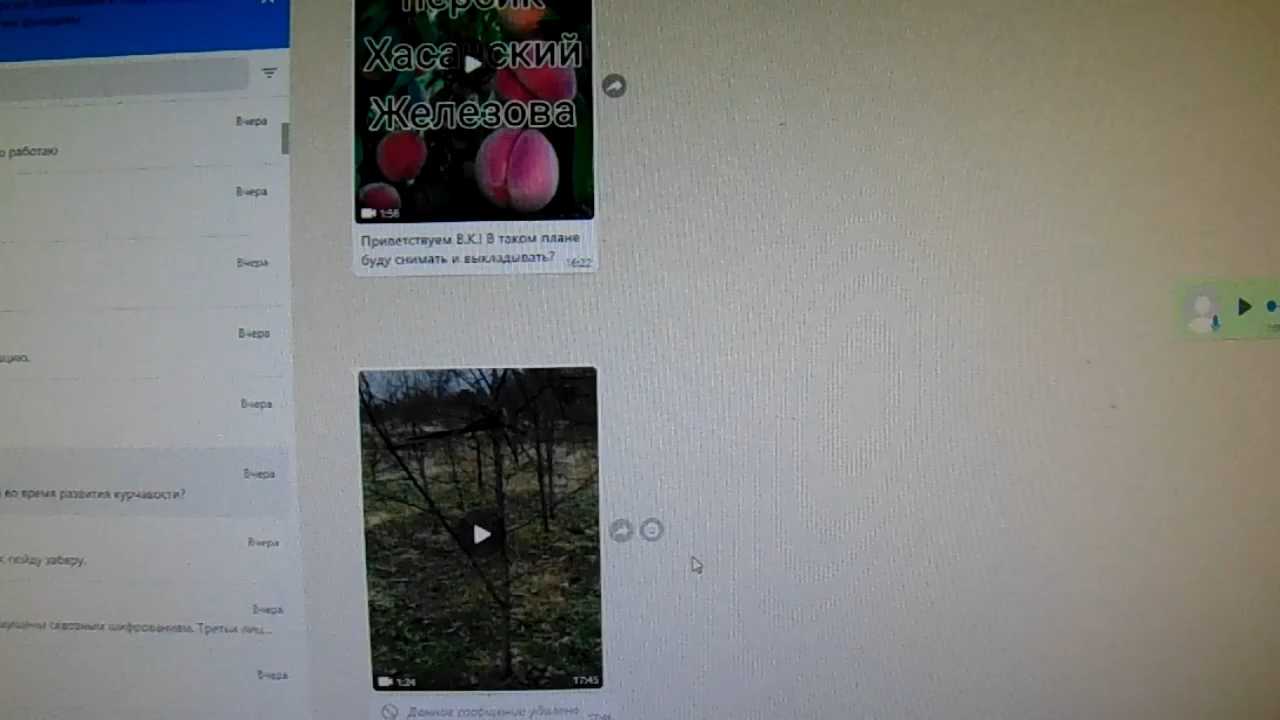 Вчера
работаю
Вчера
Вчера
Вчера
Вчера
Вчера
во время развития курчавости?
Вчера
пойду заберу.
Вчера
сквозным шифрованием. Третьи лиц...
Вчера
Персик
Хасанский
Железова
1:56
Приветствуем В.К.! В таком плане
буду снимать и выкладывать?
16:22
1:24
17:45
Данное сообщение удалено